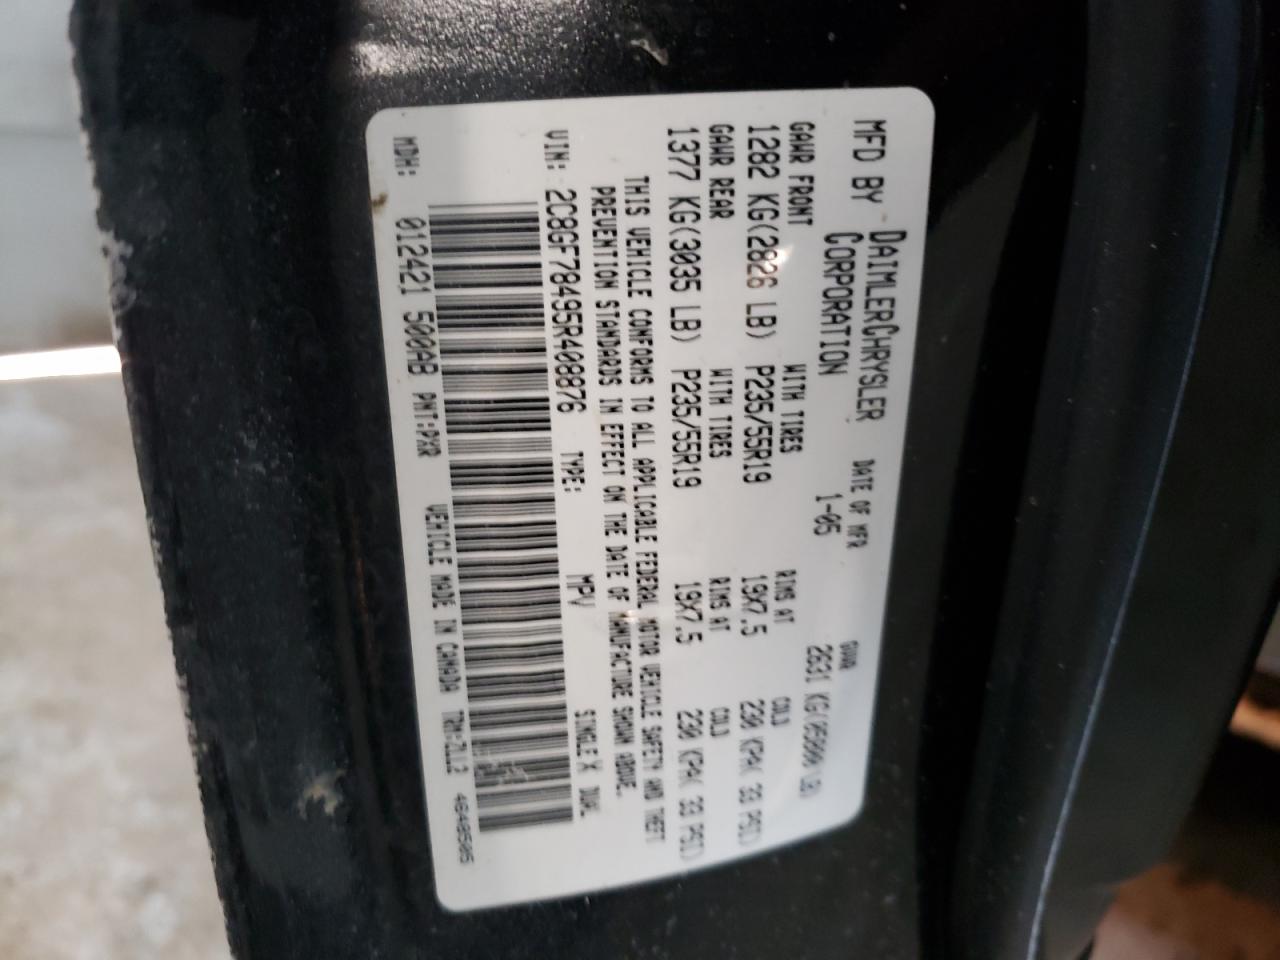 MFD BY DAIMLERCHRYSLER CORPORATION
DATE OF MFR 1-05
GVWR 2631 KG(05800 LB)
GAWR FRONT WITH TIRES RIMS AT COLD
1282 KG(2826 LB) P235/55R19 19X7.5 230 KPA( 33 PSI)
GAWR REAR WITH TIRES RIMS AT COLD
1377 KG(3035 LB) P235/55R19 19X7.5 230 KPA( 33 PSI)
THIS VEHICLE CONFORMS TO ALL APPLICABLE FEDERAL MOTOR VEHICLE SAFETY AND THEFT
PREVENTION STANDARDS IN EFFECT ON THE DATE OF MANUFACTURE SHOWN ABOVE.
VIN: 2C8GF78495R408876 TYPE: MPV SINGLE X DUAL
MDH: 012421 500AB PNT:PXR VEHICLE MADE IN CANADA TRM:ZLL2